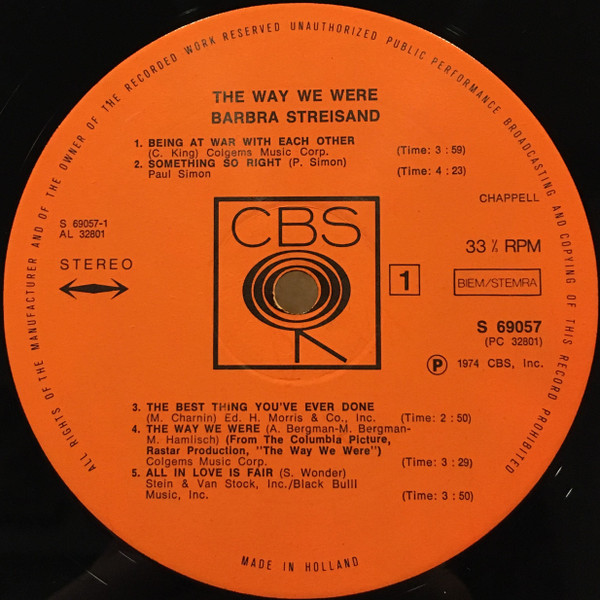 ALL RIGHTS OF THE MANUFACTURER AND OF THE OWNER OF THE RECORDED WORK RESERVED UNAUTHORIZED PUBLIC PERFORMANCE BROADCASTING AND COPYING OF THIS RECORD PROHIBITED
THE WAY WE WERE
BARBRA STREISAND
1. BEING AT WAR WITH EACH OTHER
(C. King) Colgems Music Corp. (Time: 3 : 59)
2. SOMETHING SO RIGHT (P. Simon)
Paul Simon (Time: 4 : 23)
CHAPPELL
S 69057-1
AL 32801
STEREO
CBS
33 ⅓ RPM
1
BIEM/STEMRA
S 69057
(PC 32801)
Ⓟ 1974 CBS, Inc.
3. THE BEST THING YOU'VE EVER DONE
(M. Charnin) Ed. H. Morris & Co., Inc. (Time: 2 : 50)
4. THE WAY WE WERE (A. Bergman-M. Bergman-
M. Hamlisch) (From The Columbia Picture,
Rastar Production, "The Way We Were")
Colgems Music Corp. (Time: 3 : 29)
5. ALL IN LOVE IS FAIR (S. Wonder)
Stein & Van Stock, Inc./Black Bulll
Music, Inc. (Time: 3 : 50)
MADE IN HOLLAND